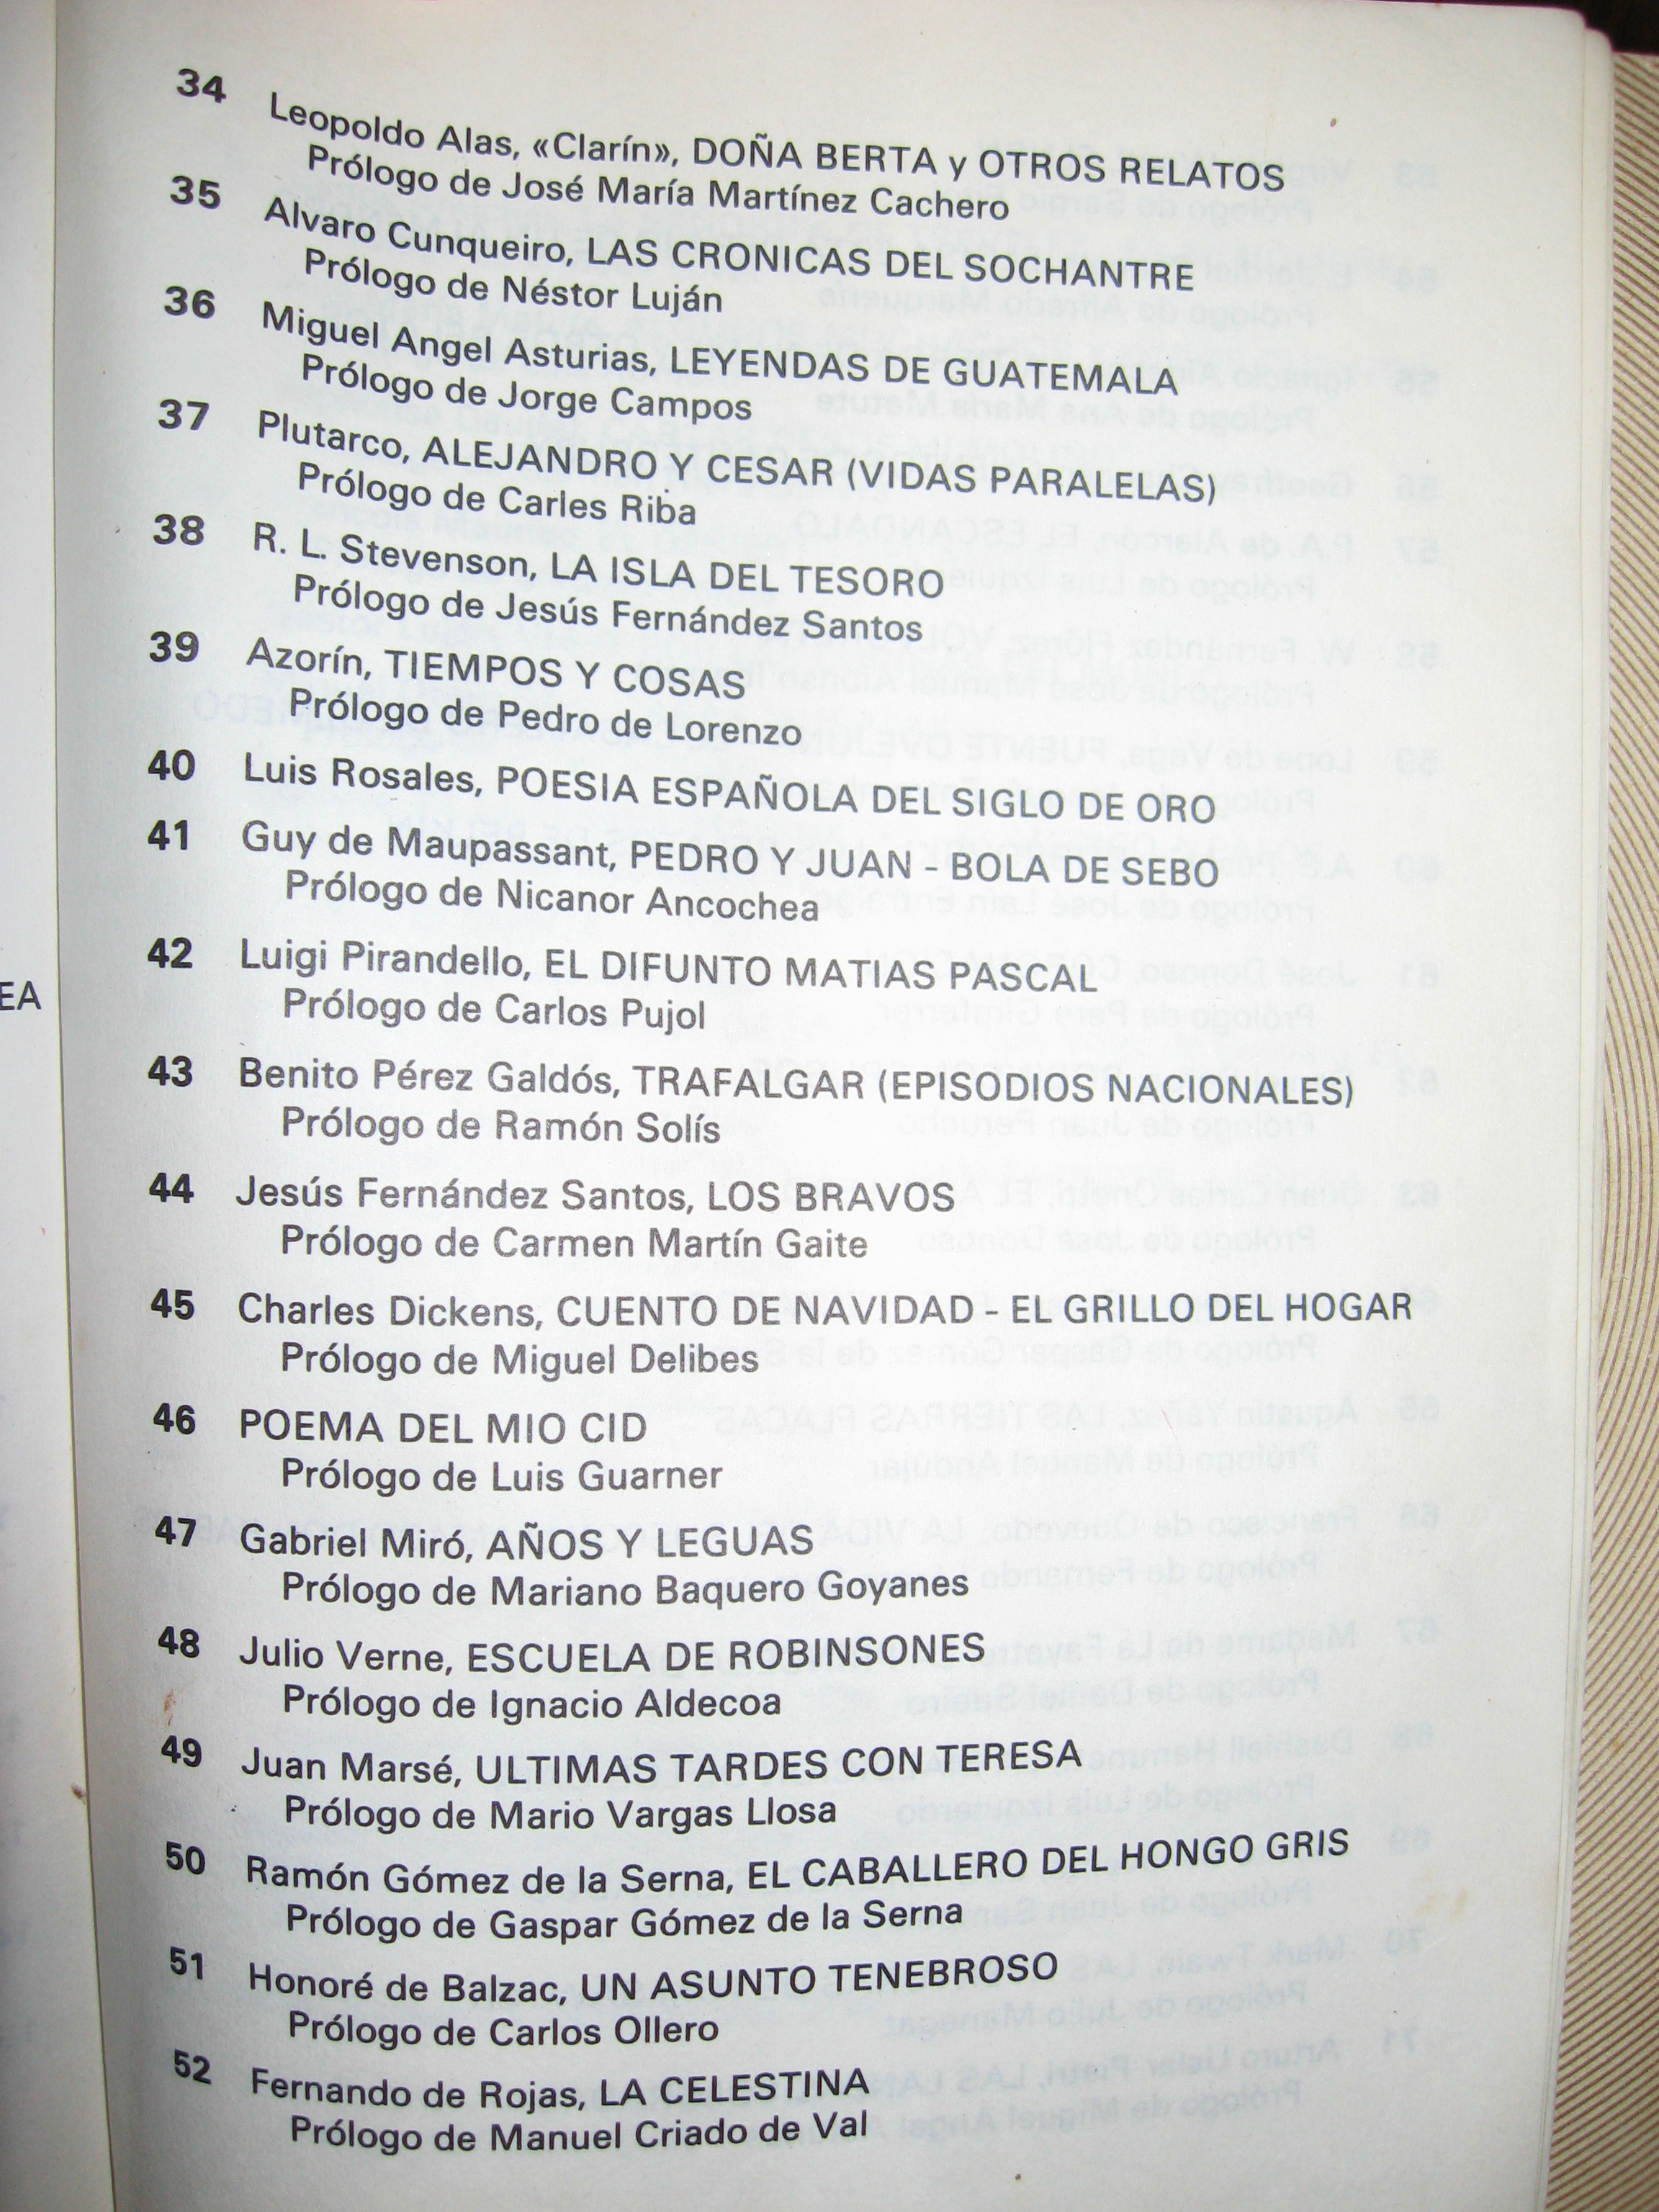 34 Leopoldo Alas, «Clarín», DOÑA BERTA y OTROS RELATOS
Prólogo de José María Martínez Cachero
35 Alvaro Cunqueiro, LAS CRONICAS DEL SOCHANTRE
Prólogo de Néstor Luján
36 Miguel Angel Asturias, LEYENDAS DE GUATEMALA
Prólogo de Jorge Campos
37 Plutarco, ALEJANDRO Y CESAR (VIDAS PARALELAS)
Prólogo de Carles Riba
38 R. L. Stevenson, LA ISLA DEL TESORO
Prólogo de Jesús Fernández Santos
39 Azorín, TIEMPOS Y COSAS
Prólogo de Pedro de Lorenzo
40 Luis Rosales, POESIA ESPAÑOLA DEL SIGLO DE ORO
41 Guy de Maupassant, PEDRO Y JUAN - BOLA DE SEBO
Prólogo de Nicanor Ancochea
42 Luigi Pirandello, EL DIFUNTO MATIAS PASCAL
Prólogo de Carlos Pujol
EA
43 Benito Pérez Galdós, TRAFALGAR (EPISODIOS NACIONALES)
Prólogo de Ramón Solís
44 Jesús Fernández Santos, LOS BRAVOS
Prólogo de Carmen Martín Gaite
45 Charles Dickens, CUENTO DE NAVIDAD - EL GRILLO DEL HOGAR
Prólogo de Miguel Delibes
46 POEMA DEL MIO CID
Prólogo de Luis Guarner
47 Gabriel Miró, AÑOS Y LEGUAS
Prólogo de Mariano Baquero Goyanes
48 Julio Verne, ESCUELA DE ROBINSONES
Prólogo de Ignacio Aldecoa
49 Juan Marsé, ULTIMAS TARDES CON TERESA
Prólogo de Mario Vargas Llosa
50 Ramón Gómez de la Serna, EL CABALLERO DEL HONGO GRIS
Prólogo de Gaspar Gómez de la Serna
51 Honoré de Balzac, UN ASUNTO TENEBROSO
Prólogo de Carlos Ollero
52 Fernando de Rojas, LA CELESTINA
Prólogo de Manuel Criado de Val